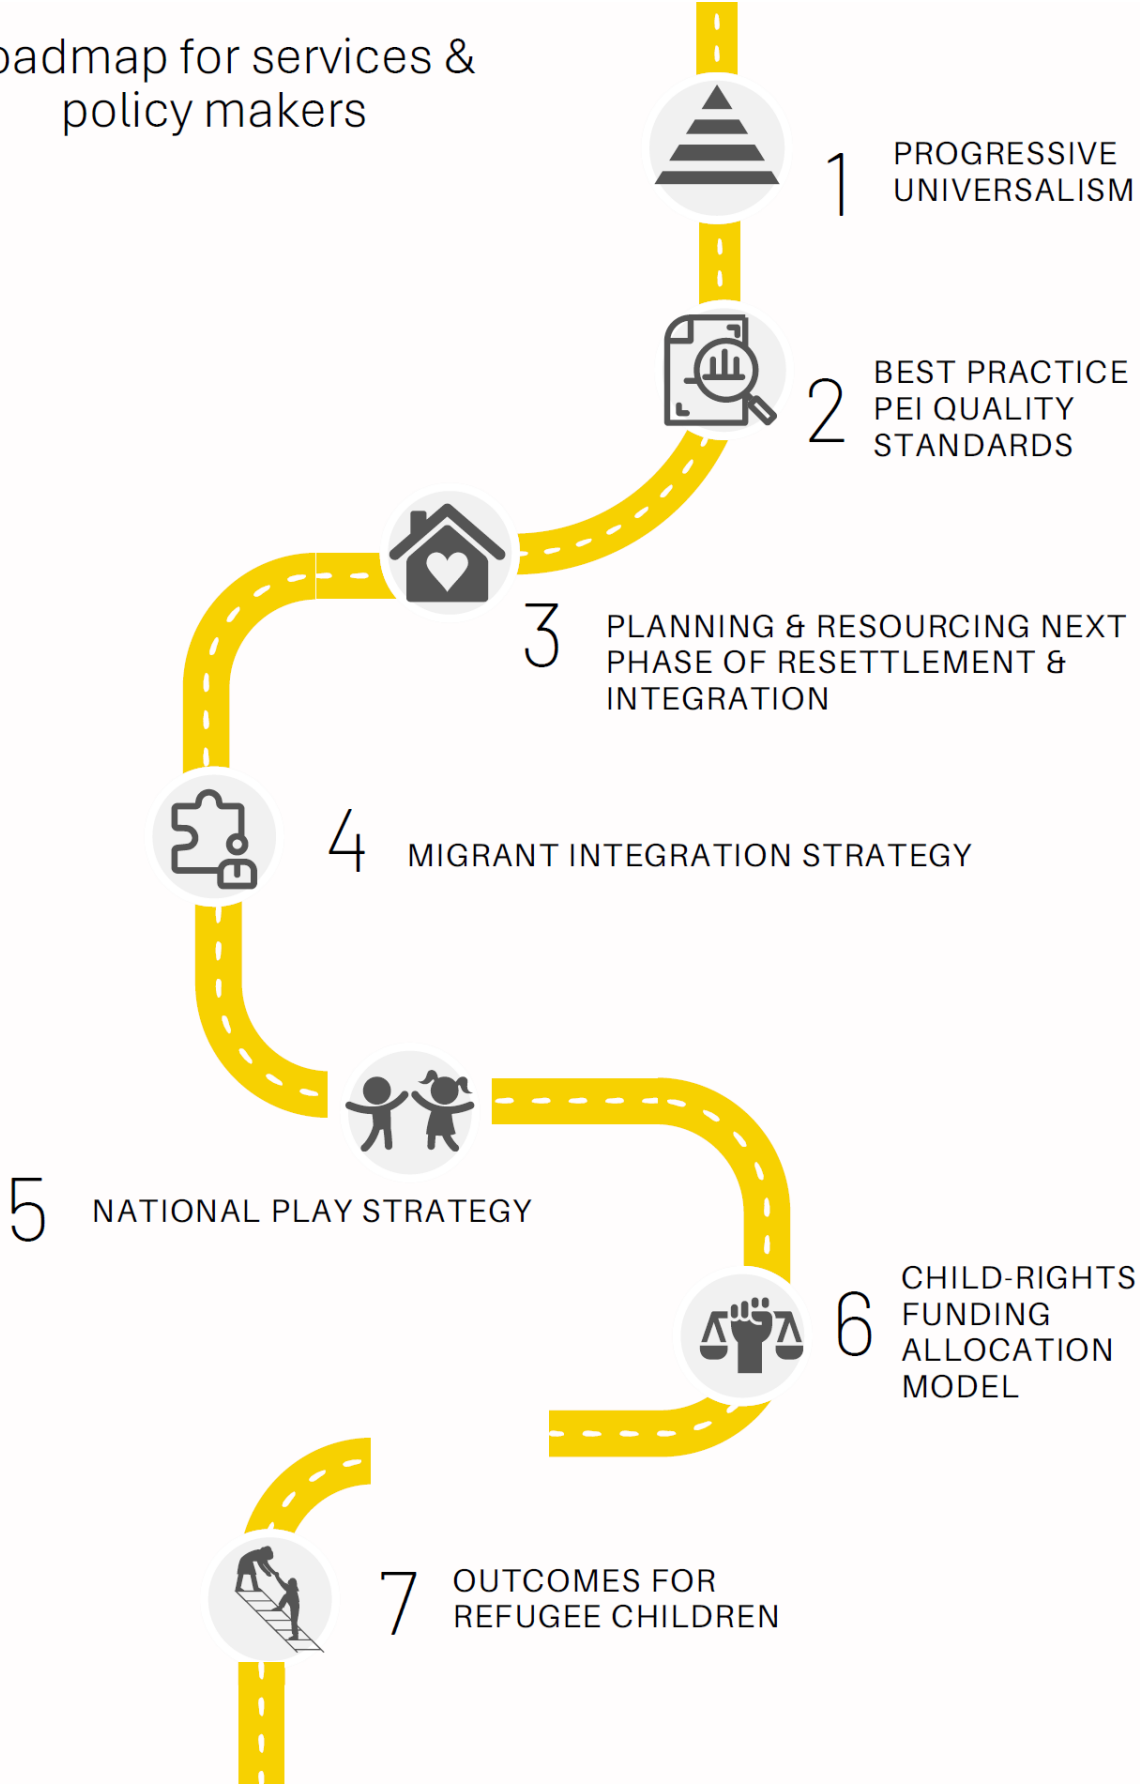 oadmap for services &
policy makers
1
PROGRESSIVE
UNIVERSALISM
2
BEST PRACTICE
PEI QUALITY
STANDARDS
3
PLANNING & RESOURCING NEXT
PHASE OF RESETTLEMENT &
INTEGRATION
4
MIGRANT INTEGRATION STRATEGY
5
NATIONAL PLAY STRATEGY
6
CHILD-RIGHTS
FUNDING
ALLOCATION
MODEL
7
OUTCOMES FOR
REFUGEE CHILDREN